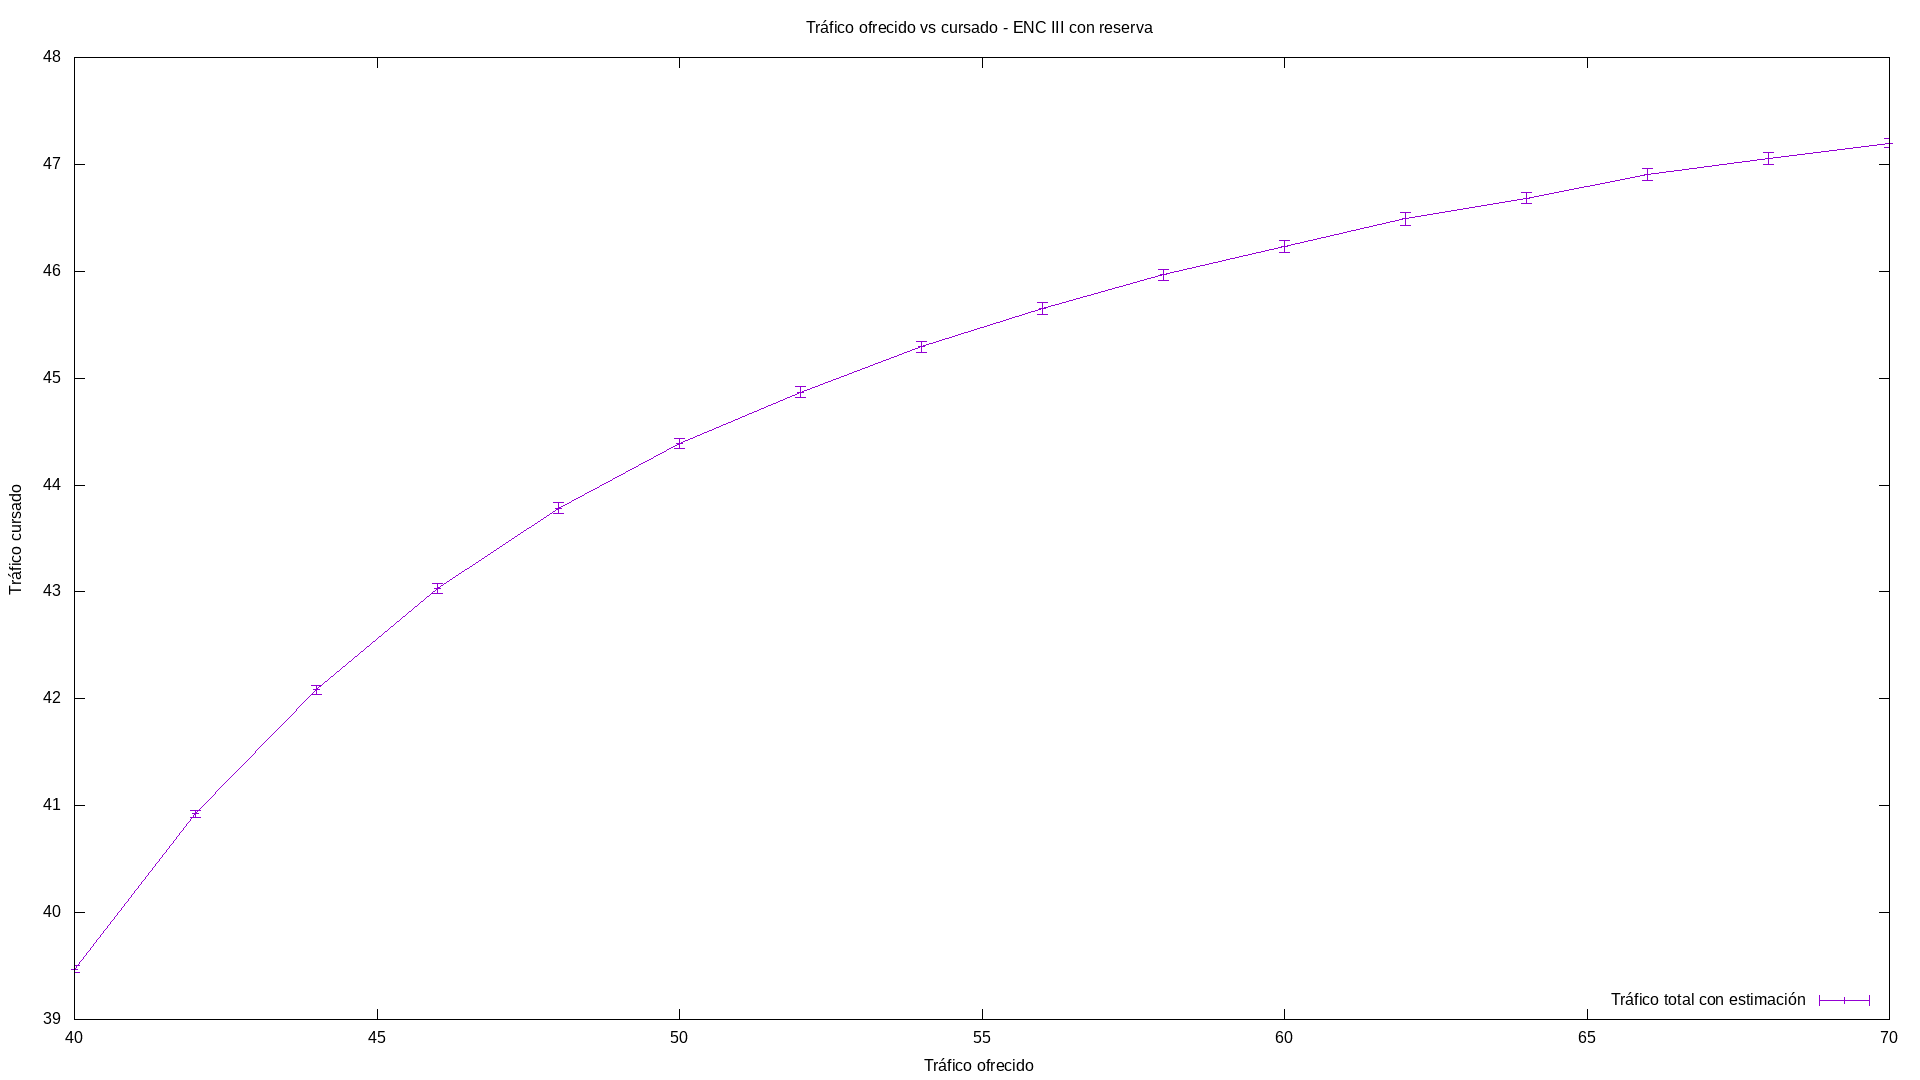 Tráfico ofrecido vs cursado - ENC III con reserva
48
47
46
45
44
43
42
41
40
39
Tráfico cursado
Tráfico total con estimación
40 45 50 55 60 65 70
Tráfico ofrecido